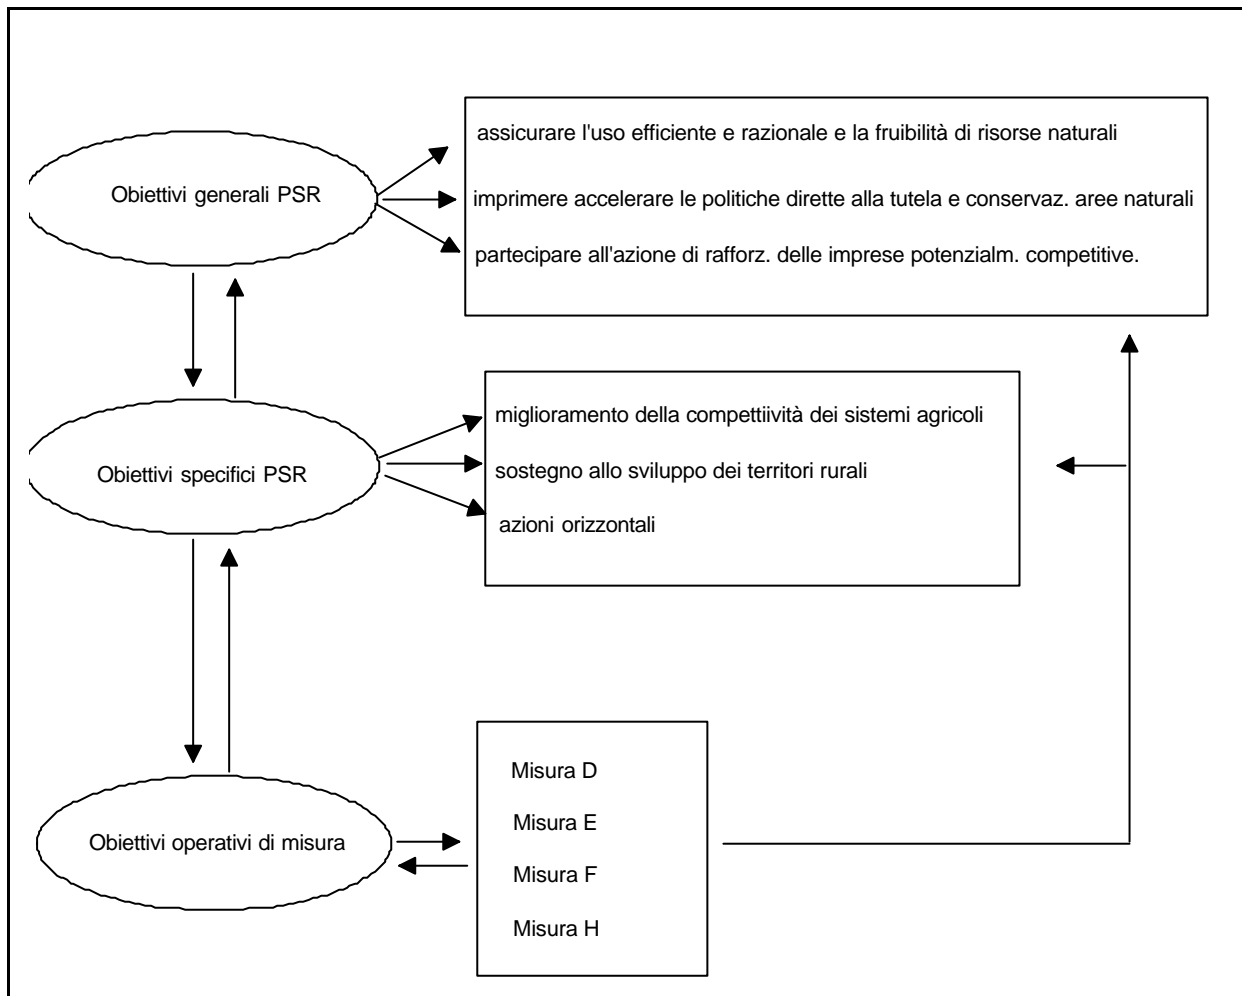 assicurare l'uso efficiente e razionale e la fruibilità di risorse naturali
Obiettivi generali PSR
imprimere accelerare le politiche dirette alla tutela e conservaz. aree naturali
partecipare all'azione di rafforz. delle imprese potenzialm. competitive.
miglioramento della compettiività dei sistemi agricoli
Obiettivi specifici PSR
sostegno allo sviluppo dei territori rurali
azioni orizzontali
Misura D
Misura E
Obiettivi operativi di misura
Misura F
Misura H